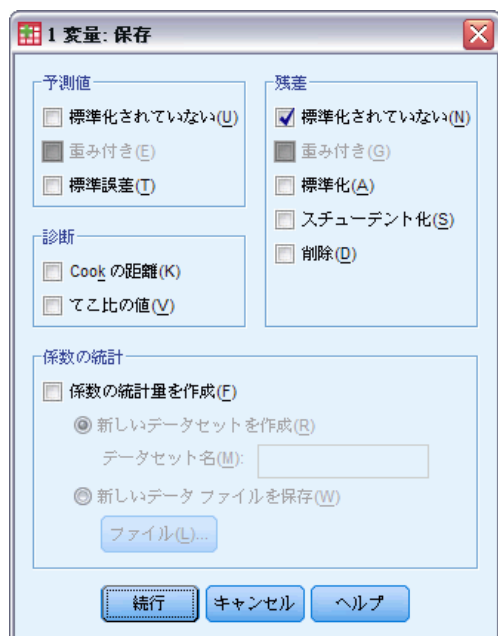 1 変量: 保存
予測値
標準化されていない(U)
重み付き(E)
標準誤差(T)
診断
Cook の距離(K)
てこ比の値(V)
残差
標準化されていない(N)
重み付き(G)
標準化(A)
スチューデント化(S)
削除(D)
係数の統計
係数の統計量を作成(F)
新しいデータセットを作成(R)
データセット名(M):
新しいデータ ファイルを保存(W)
ファイル(L)...
続行
キャンセル
ヘルプ